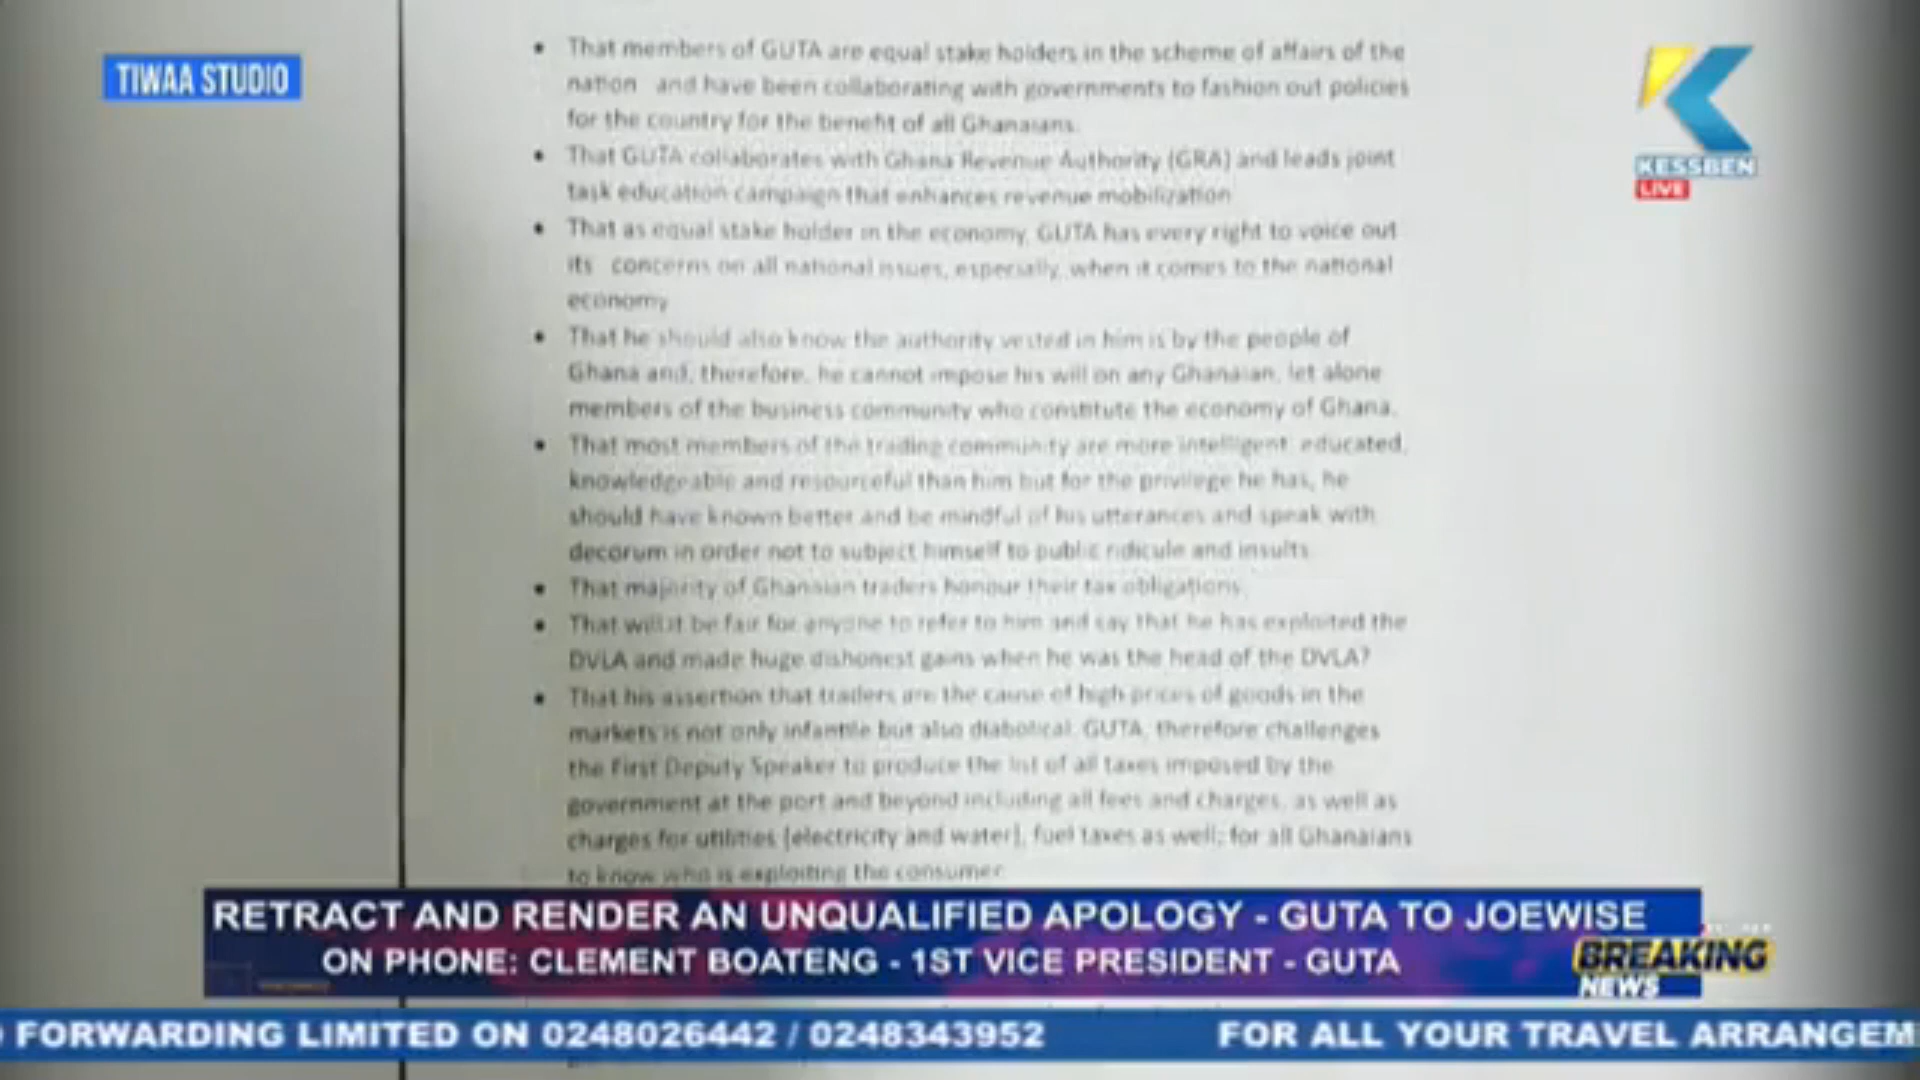 TIWAA STUDIO
KESSBEN
LIVE
• That members of GUTA are equal stake holders in the scheme of affairs of the
nation and have been collaborating with governments to fashion out policies
for the country for the benefit of all Ghanaians.
• That GUTA collaborates with Ghana Revenue Authority (GRA) and leads joint
task education campaign that enhances revenue mobilization
• That as equal stake holder in the economy, GUTA has every right to voice out
its concerns on all national issues, especially, when it comes to the national
economy
• That he should also know the authority vested in him is by the people of
Ghana and, therefore, he cannot impose his will on any Ghanaian, let alone
members of the business community who constitute the economy of Ghana.
• That most members of the trading community are more intelligent, educated,
knowledgeable and resourceful than him but for the privilege he has, he
should have known better and be mindful of his utterances and speak with
decorum in order not to subject himself to public ridicule and insults.
• That majority of Ghanaian traders honour their tax obligations.
• That will it be fair for anyone to refer to him and say that he has exploited the
DVLA and made huge dishonest gains when he was the head of the DVLA?
• That his assertion that traders are the cause of high prices of goods in the
markets is not only infantile but also diabolical. GUTA, therefore challenges
the First Deputy Speaker to produce the list of all taxes imposed by the
government at the port and beyond including all fees and charges, as well as
charges for utilities [electricity and water], fuel taxes as well; for all Ghanaians
to know who is exploiting the consumer
RETRACT AND RENDER AN UNQUALIFIED APOLOGY - GUTA TO JOEWISE
ON PHONE: CLEMENT BOATENG - 1ST VICE PRESIDENT - GUTA
BREAKING
NEWS
FORWARDING LIMITED ON 0248026442 / 0248343952 FOR ALL YOUR TRAVEL ARRANGEM